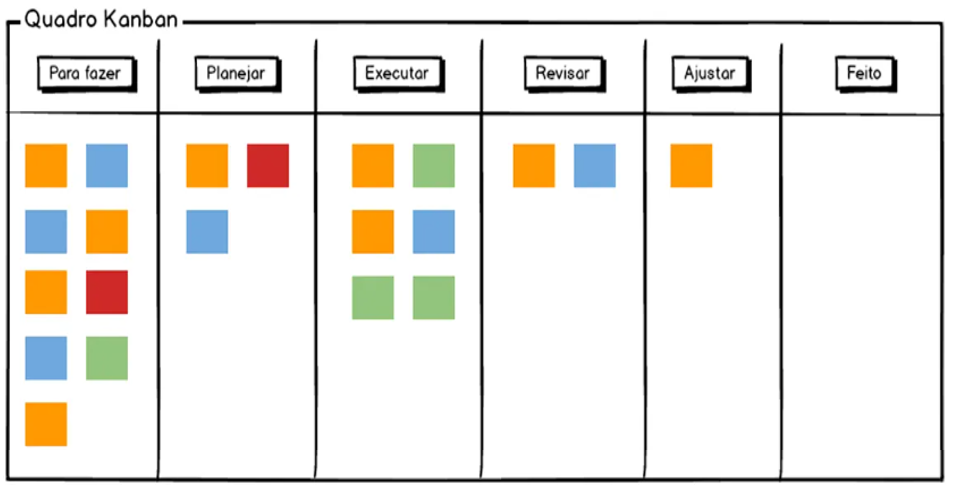 Quadro Kanban
Para fazer
Planejar
Executar
Revisar
Ajustar
Feito